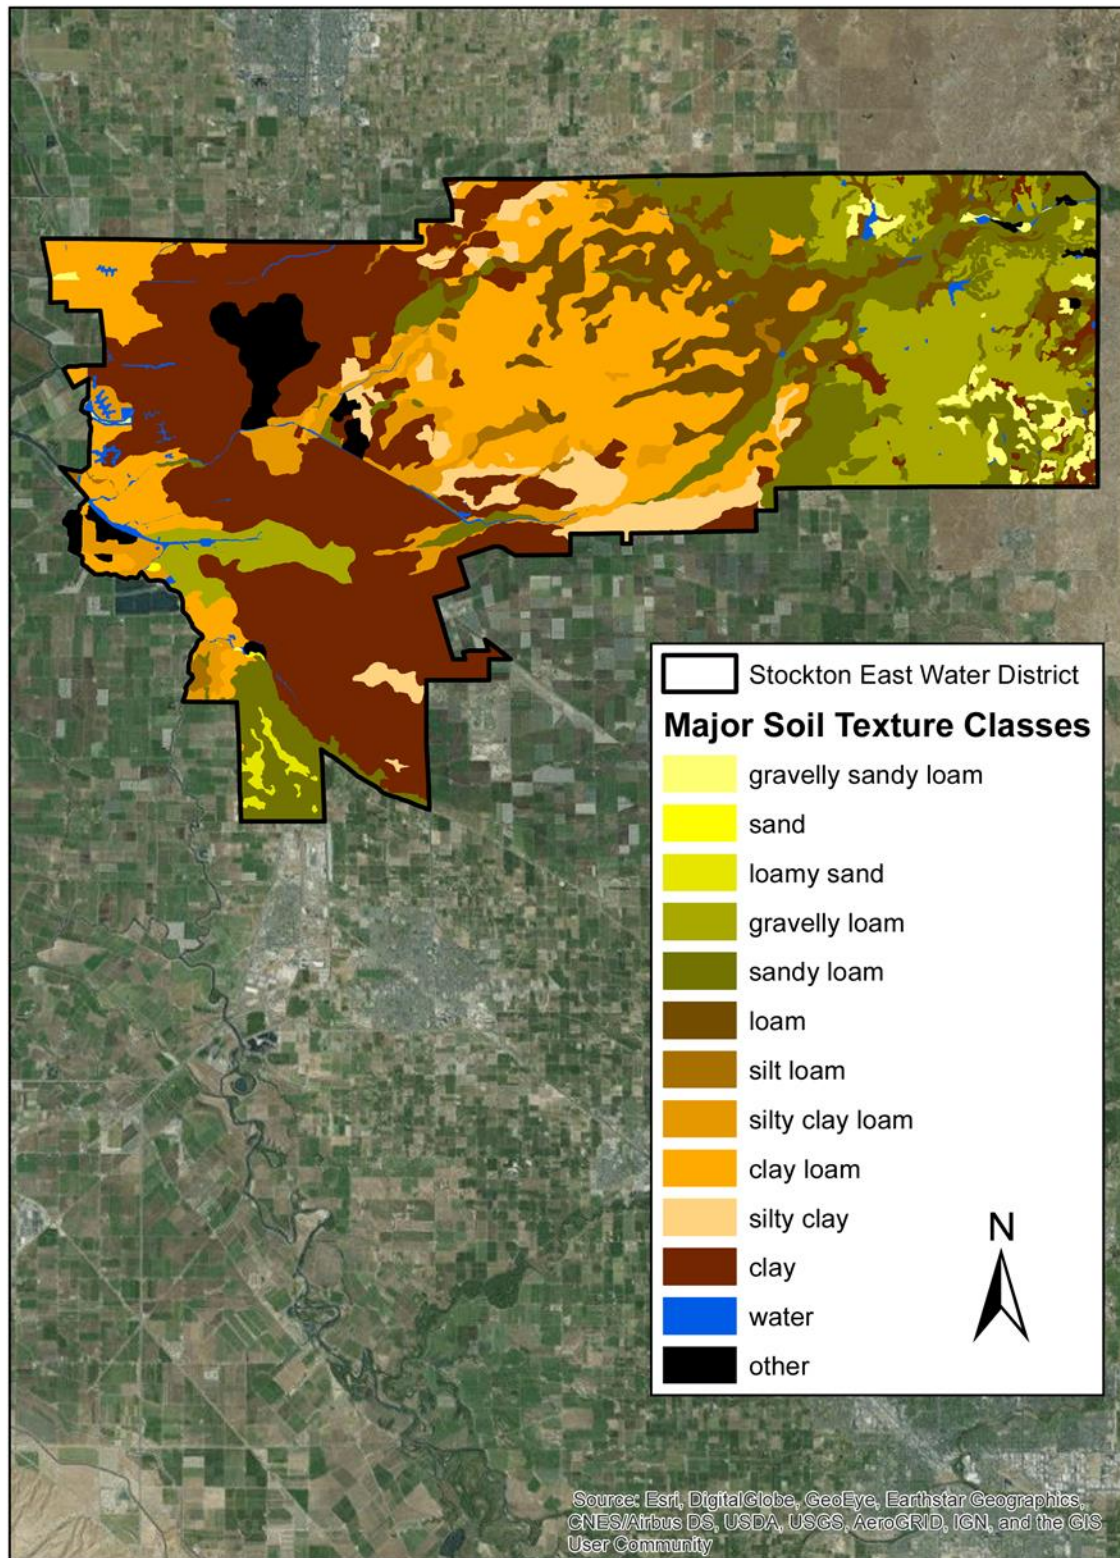 Stockton East Water District
Major Soil Texture Classes
gravelly sandy loam
sand
loamy sand
gravelly loam
sandy loam
loam
silt loam
silty clay loam
clay loam
silty clay
clay
water
other
N
Source: Esri, DigitalGlobe, GeoEye, Earthstar Geographics,
CNES/Airbus DS, USDA, USGS, AeroGRID, IGN, and the GIS
User Community